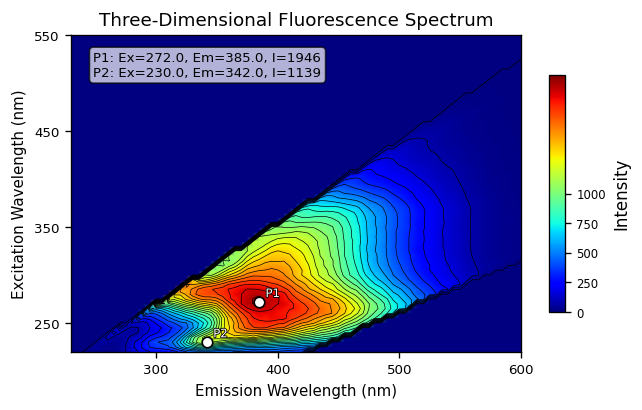 Three-Dimensional Fluorescence Spectrum
P1: Ex=272.0, Em=385.0, I=1946
P2: Ex=230.0, Em=342.0, I=1139
550
450
350
250
Excitation Wavelength (nm)
P1
P2
300
400
500
600
Emission Wavelength (nm)
1000
750
500
250
0
Intensity